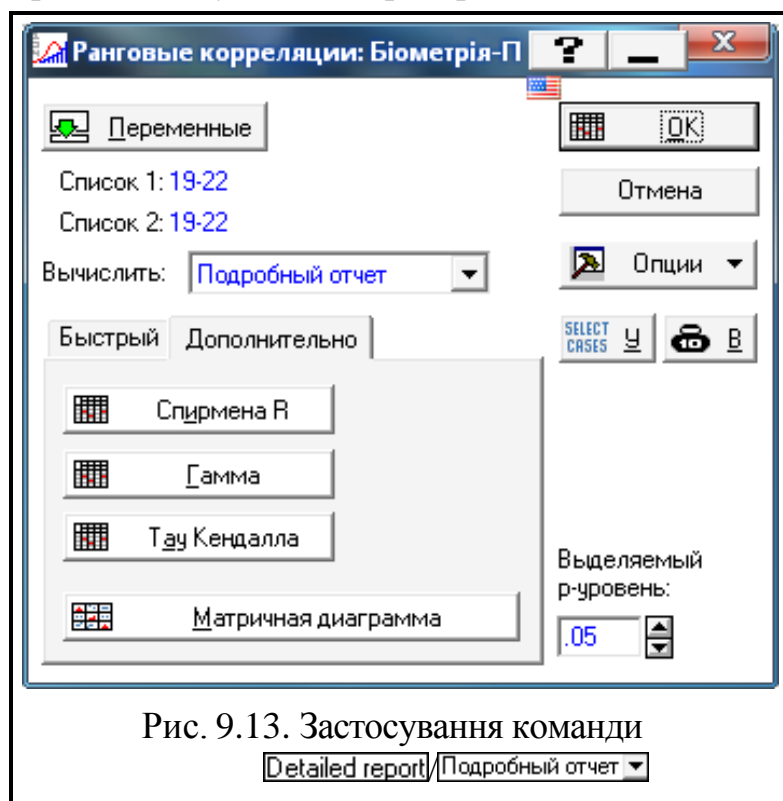 Ранговые корреляции: Біометрія-П ? _ X
Переменные
OK
Список 1: 19-22
Отмена
Список 2: 19-22
Вычислить: Подробный отчет
Опции
Быстрый Дополнительно
SELECT CASES У В
Спирмена R
Гамма
Тау Кендалла
Выделяемый
p-уровень:
Матричная диаграмма
.05
Рис. 9.13. Застосування команди
Detailed report/Подробный отчет